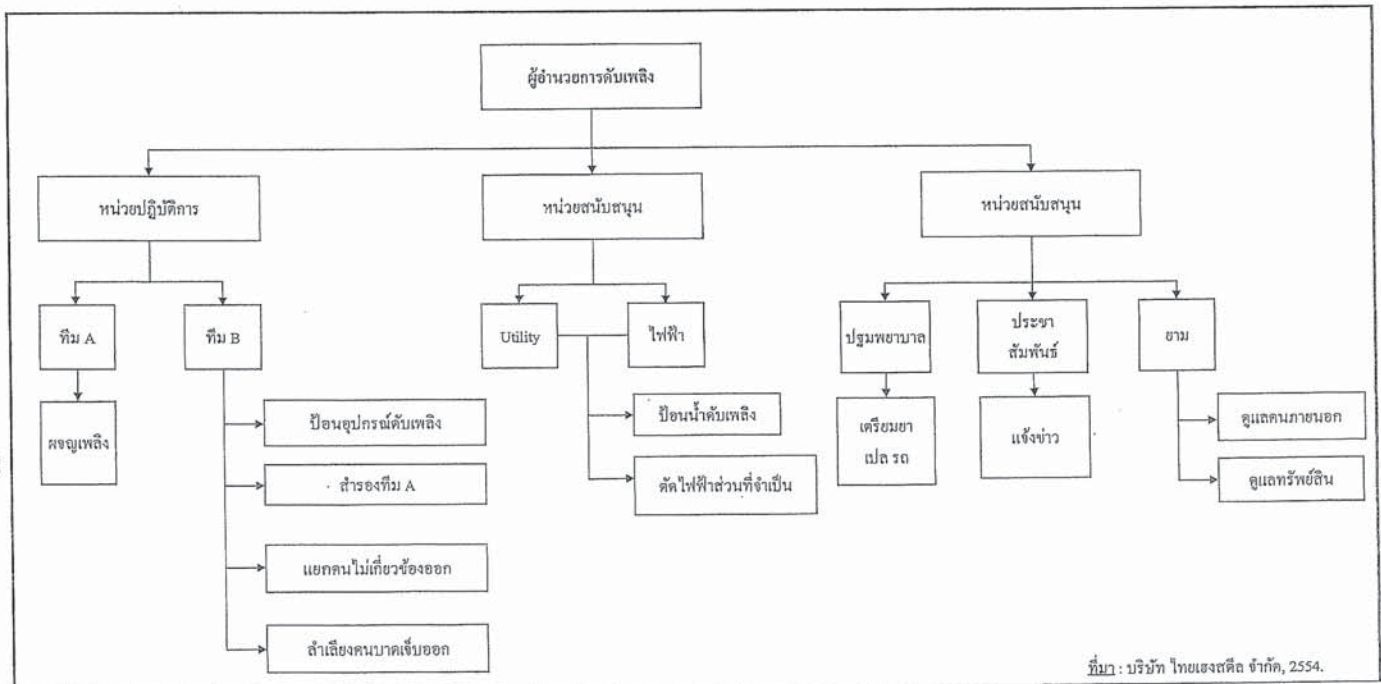 ผู้อำนวยการดับเพลิง
หน่วยปฏิบัติการ
หน่วยสนับสนุน
หน่วยสนับสนุน
ทีม A
ทีม B
Utility
ไฟฟ้า
ปฐมพยาบาล
ประชา
สัมพันธ์
ยาม
ผจญเพลิง
ป้อนอุปกรณ์ดับเพลิง
สำรองทีม A
แยกคนไม่เกี่ยวข้องออก
ลำเลียงคนบาดเจ็บออก
ป้อนน้ำดับเพลิง
ตัดไฟฟ้าส่วนที่จำเป็น
เตรียมยา
เปล รถ
แจ้งข่าว
ดูแลคนภายนอก
ดูแลทรัพย์สิน
ที่มา : บริษัท ไทยเฮงสตีล จำกัด, 2554.